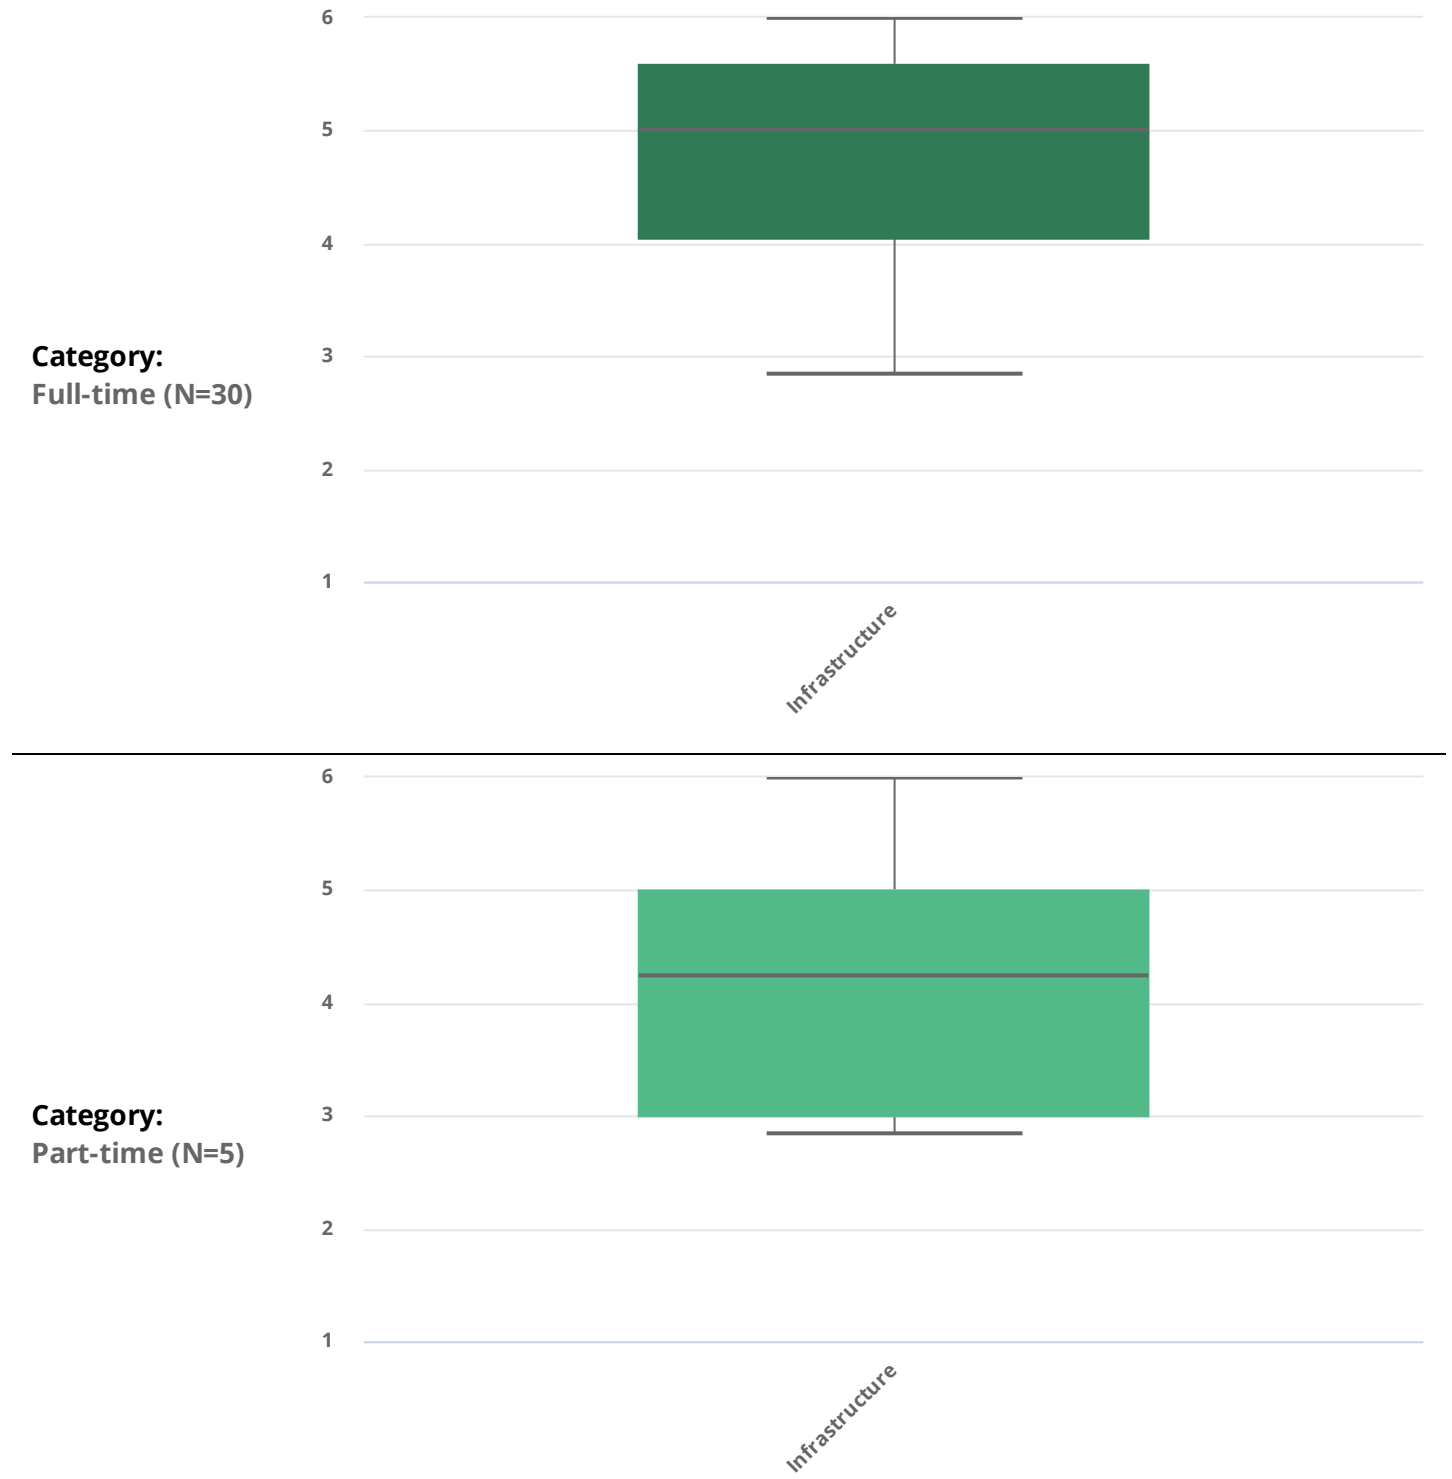 6
5
4
3
2
1
Category:
Full-time (N=30)
Infrastructure
6
5
4
3
2
1
Category:
Part-time (N=5)
Infrastructure